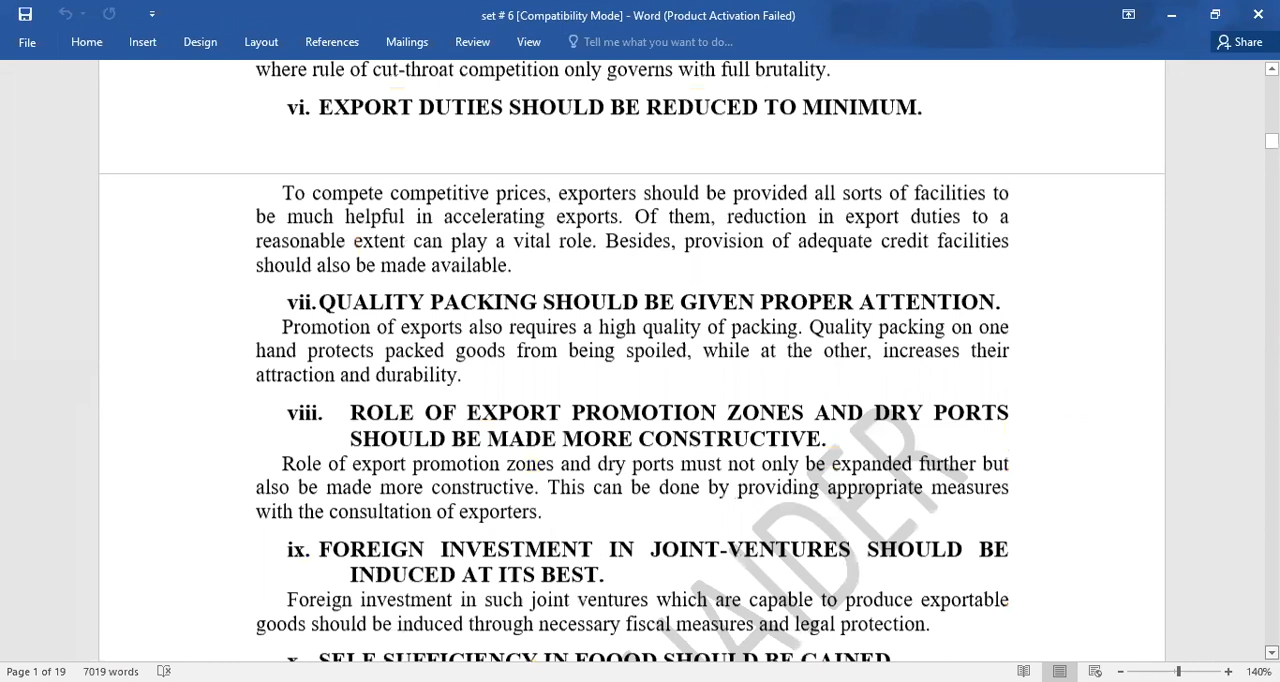 set # 6 [Compatibility Mode] - Word (Product Activation Failed)
File Home Insert Design Layout References Mailings Review View Tell me what you want to do... Share
where rule of cut-throat competition only governs with full brutality.
vi. EXPORT DUTIES SHOULD BE REDUCED TO MINIMUM.
To compete competitive prices, exporters should be provided all sorts of facilities to
be much helpful in accelerating exports. Of them, reduction in export duties to a
reasonable extent can play a vital role. Besides, provision of adequate credit facilities
should also be made available.
vii. QUALITY PACKING SHOULD BE GIVEN PROPER ATTENTION.
Promotion of exports also requires a high quality of packing. Quality packing on one
hand protects packed goods from being spoiled, while at the other, increases their
attraction and durability.
viii. ROLE OF EXPORT PROMOTION ZONES AND DRY PORTS
SHOULD BE MADE MORE CONSTRUCTIVE.
Role of export promotion zones and dry ports must not only be expanded further but
also be made more constructive. This can be done by providing appropriate measures
with the consultation of exporters.
ix. FOREIGN INVESTMENT IN JOINT-VENTURES SHOULD BE
INDUCED AT ITS BEST.
Foreign investment in such joint ventures which are capable to produce exportable
goods should be induced through necessary fiscal measures and legal protection.
x. SELF SUFFICIENCY IN FOOOD SHOULD BE GAINED
HAIDER
Page 1 of 19 7019 words 140%